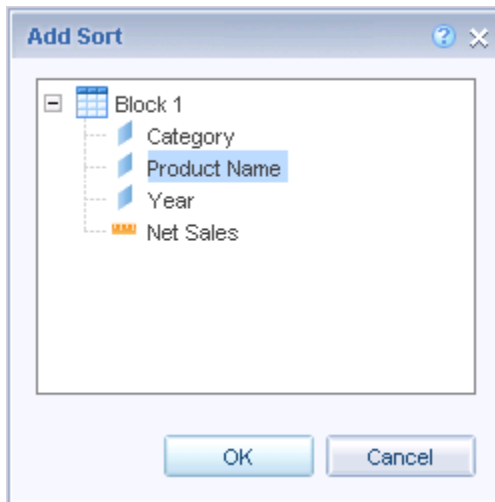 Add Sort
Block 1
Category
Product Name
Year
Net Sales
OK Cancel